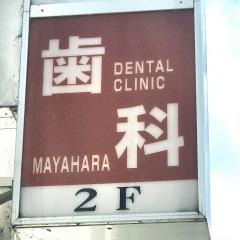 歯
DENTAL
CLINIC
MAYAHARA
科
2F